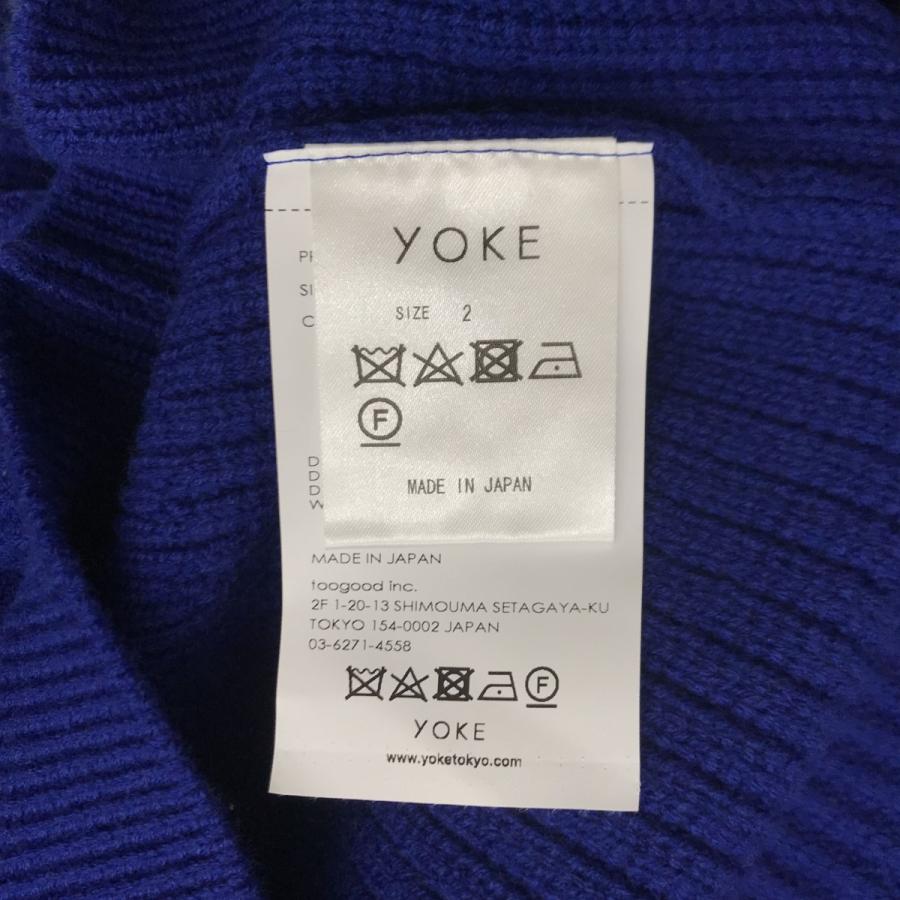 YOKE
SIZE 2
F
MADE IN JAPAN
MADE IN JAPAN
toogood inc.
2F 1-20-13 SHIMOUMA SETAGAYA-KU
TOKYO 154-0002 JAPAN
03-6271-4558
F
YOKE
www.yoketokyo.com